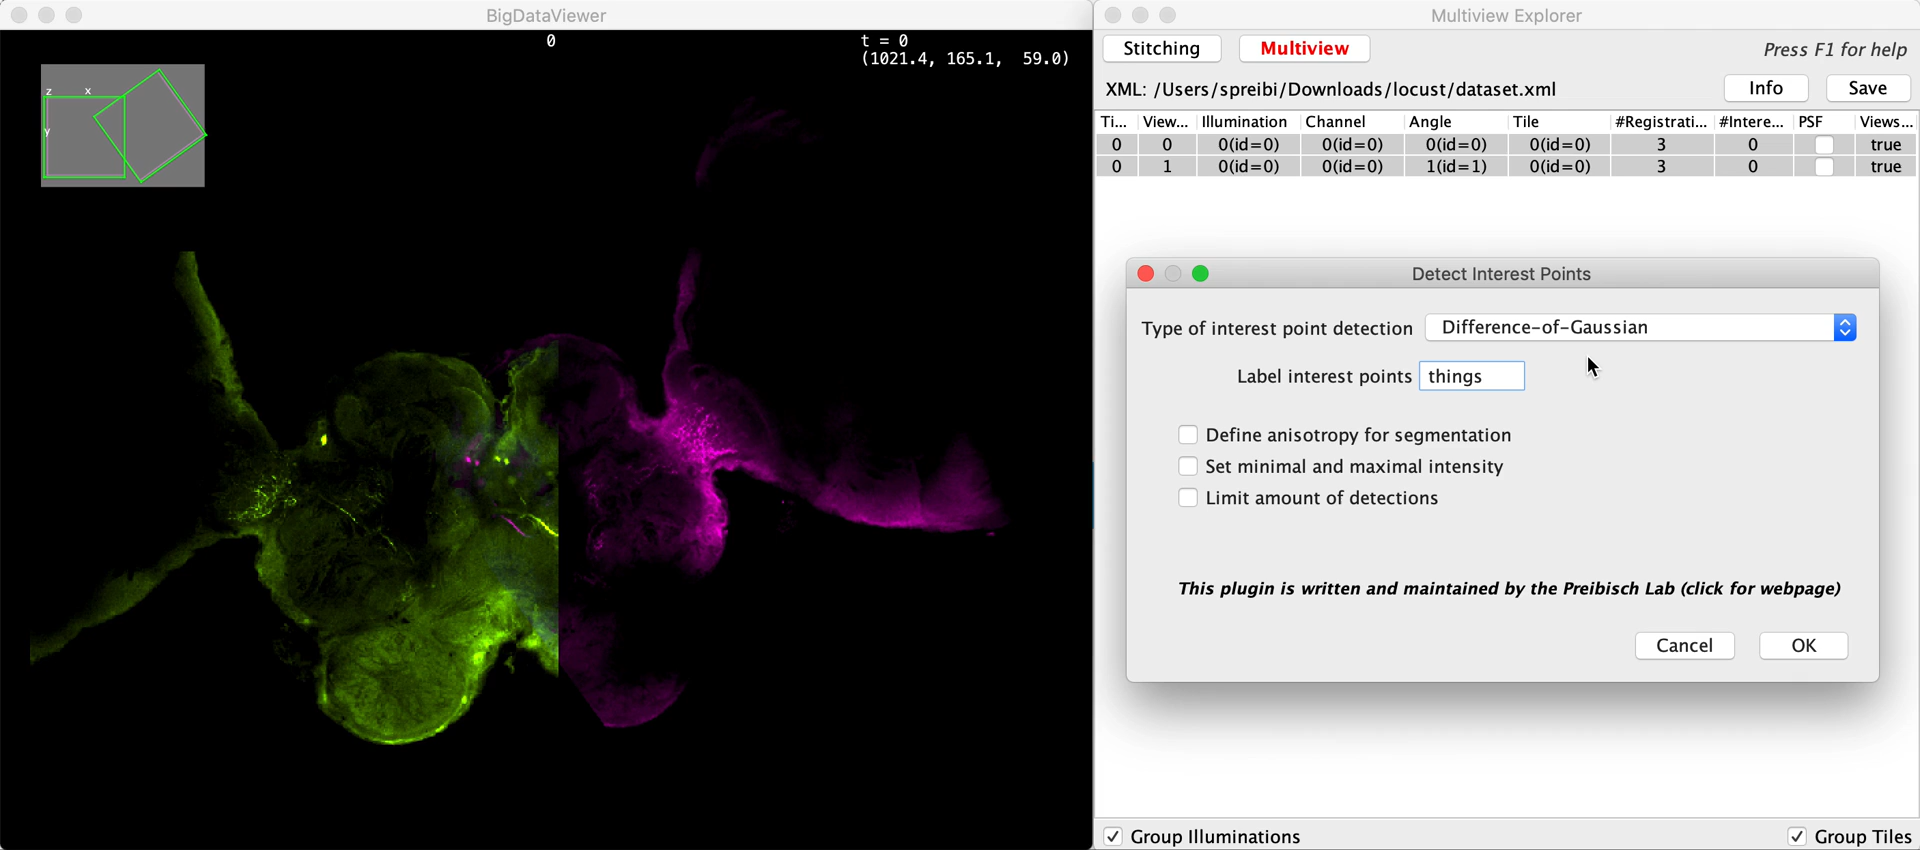 BigDataViewer
0
t = 0
(1021.4, 165.1, 59.0)
z x
y
Multiview Explorer
Stitching Multiview Press F1 for help
XML: /Users/spreibi/Downloads/locust/dataset.xml Info Save
Ti... View... Illumination Channel Angle Tile #Registrati... #Intere... PSF Views...
0 0 0(id=0) 0(id=0) 0(id=0) 0(id=0) 3 0 true
0 1 0(id=0) 0(id=0) 1(id=1) 0(id=0) 3 0 true
Detect Interest Points
Type of interest point detection Difference-of-Gaussian
Label interest points things
Define anisotropy for segmentation
Set minimal and maximal intensity
Limit amount of detections
This plugin is written and maintained by the Preibisch Lab (click for webpage)
Cancel OK
Group Illuminations Group Tiles